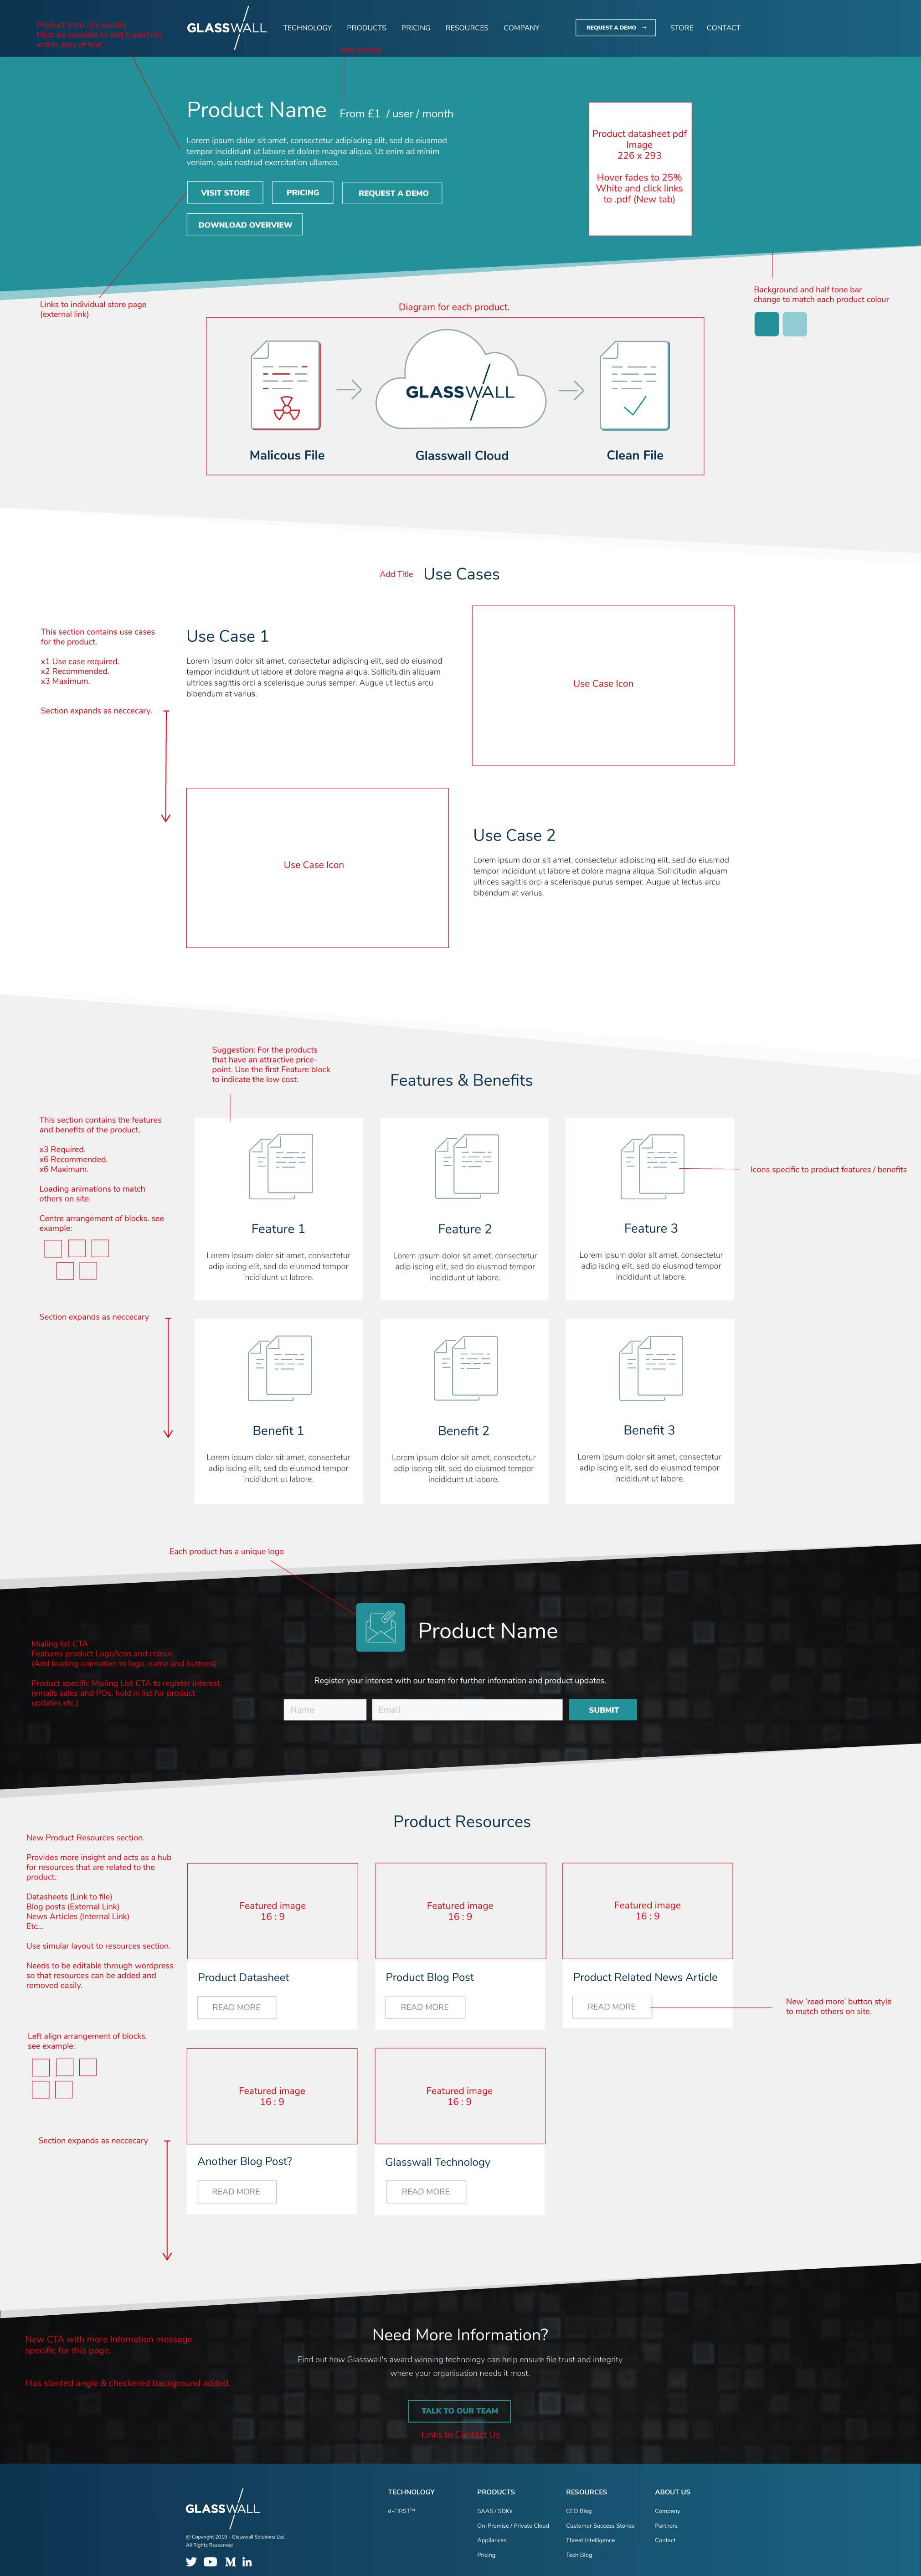 Product Intro (25 words)
Must be possible to add hyperlinks
in this area of text.
GLASSWALL
TECHNOLOGY PRODUCTS PRICING RESOURCES COMPANY
REQUEST A DEMO →
STORE CONTACT
add pricing
Product Name From £1 / user / month
Lorem ipsum dolor sit amet, consectetur adipiscing elit, sed do eiusmod
tempor incididunt ut labore et dolore magna aliqua. Ut enim ad minim
veniam, quis nostrud exercitation ullamco.
VISIT STORE PRICING REQUEST A DEMO
DOWNLOAD OVERVIEW
Product datasheet pdf
Image
226 x 293
Hover fades to 25%
White and click links
to .pdf (New tab)
Links to individual store page
(external link)
Background and half tone bar
change to match each product colour
Diagram for each product.
GLASSWALL
Malicous File Glasswall Cloud Clean File
Add Title Use Cases
This section contains use cases
for the product.
x1 Use case required.
x2 Recommended.
x3 Maximum.
Section expands as neccecary.
Use Case 1
Lorem ipsum dolor sit amet, consectetur adipiscing elit, sed do eiusmod
tempor incididunt ut labore et dolore magna aliqua. Sollicitudin aliquam
ultrices sagittis orci a scelerisque purus semper. Augue ut lectus arcu
bibendum at varius.
Use Case Icon
Use Case Icon
Use Case 2
Lorem ipsum dolor sit amet, consectetur adipiscing elit, sed do eiusmod
tempor incididunt ut labore et dolore magna aliqua. Sollicitudin aliquam
ultrices sagittis orci a scelerisque purus semper. Augue ut lectus arcu
bibendum at varius.
Suggestion: For the products
that have an attractive price-
point. Use the first Feature block
to indicate the low cost.
Features & Benefits
This section contains the features
and benefits of the product.
x3 Required.
x6 Recommended.
x6 Maximum.
Loading animations to match
others on site.
Centre arrangement of blocks. see
example:
Section expands as neccecary
Icons specific to product features / benefits
Feature 1
Lorem ipsum dolor sit amet, consectetur
adip iscing elit, sed do eiusmod tempor
incididunt ut labore.
Feature 2
Lorem ipsum dolor sit amet, consectetur
adip iscing elit, sed do eiusmod tempor
incididunt ut labore.
Feature 3
Lorem ipsum dolor sit amet, consectetur
adip iscing elit, sed do eiusmod tempor
incididunt ut labore.
Benefit 1
Lorem ipsum dolor sit amet, consectetur
adip iscing elit, sed do eiusmod tempor
incididunt ut labore.
Benefit 2
Lorem ipsum dolor sit amet, consectetur
adip iscing elit, sed do eiusmod tempor
incididunt ut labore.
Benefit 3
Lorem ipsum dolor sit amet, consectetur
adip iscing elit, sed do eiusmod tempor
incididunt ut labore.
Each product has a unique logo
Mialing list CTA
Features product Logo/Icon and colour.
(Add loading animation to logo, name and buttons)
Product specific Mailing List CTA to register interest.
(emails sales and POs, hold in list for product
updates etc.)
Product Name
Register your interest with our team for further infomation and product updates.
Name Email SUBMIT
Product Resources
New Product Resources section.
Provides more insight and acts as a hub
for resources that are related to the
product.
Datasheets (Link to file)
Blog posts (External Link)
News Articles (Internal Link)
Etc...
Use simular layout to resources section.
Needs to be editable through wordpress
so that resources can be added and
removed easily.
Left align arrangement of blocks.
see example:
Section expands as neccecary
Featured image
16 : 9
Product Datasheet
READ MORE
Featured image
16 : 9
Product Blog Post
READ MORE
Featured image
16 : 9
Product Related News Article
READ MORE
New ‘read more’ button style
to match others on site.
Featured image
16 : 9
Another Blog Post?
READ MORE
Featured image
16 : 9
Glasswall Technology
READ MORE
New CTA with more Infomation message
specific for this page.
Has slanted angle & checkered background added.
Need More Information?
Find out how Glasswall's award winning technology can help ensure file trust and integrity
where your organisation needs it most.
TALK TO OUR TEAM
Links to Contact Us
GLASSWALL
@ Copyright 2019 - Glasswall Solutions Ltd.
All Rights Researved
TECHNOLOGY
d-FIRST™
PRODUCTS
SAAS / SDKs
On-Premise / Private Cloud
Appliances
Pricing
RESOURCES
CEO Blog
Customer Success Stories
Threat Intelligence
Tech Blog
ABOUT US
Company
Partners
Contact